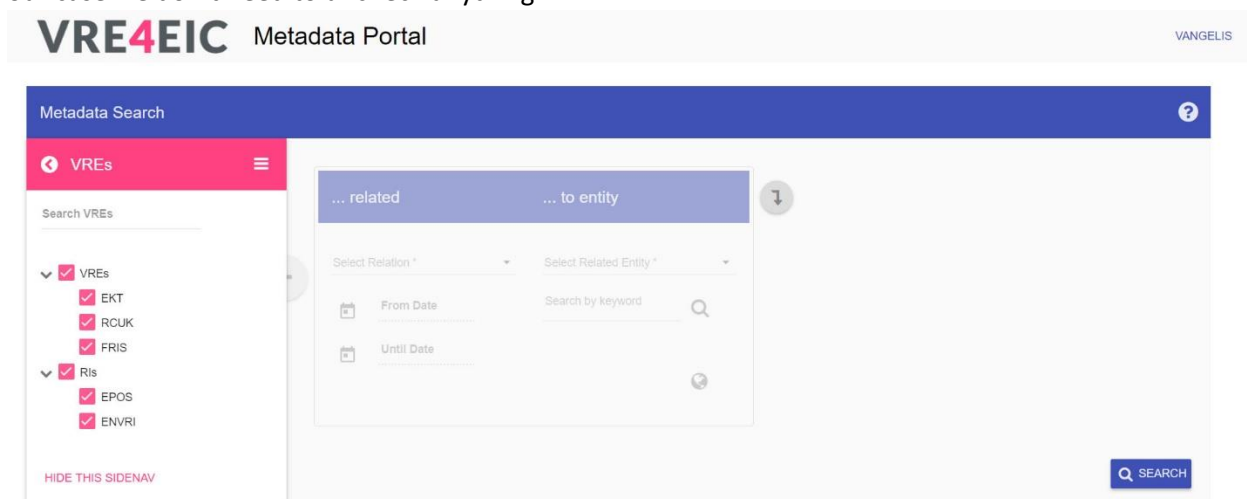 VRE4EIC Metadata Portal
VANGELIS
Metadata Search
VREs
Search VREs
VREs
EKT
RCUK
FRIS
RIs
EPOS
ENVRI
HIDE THIS SIDENAV
... related ... to entity
Select Relation * Select Related Entity *
From Date Search by keyword
Until Date
SEARCH